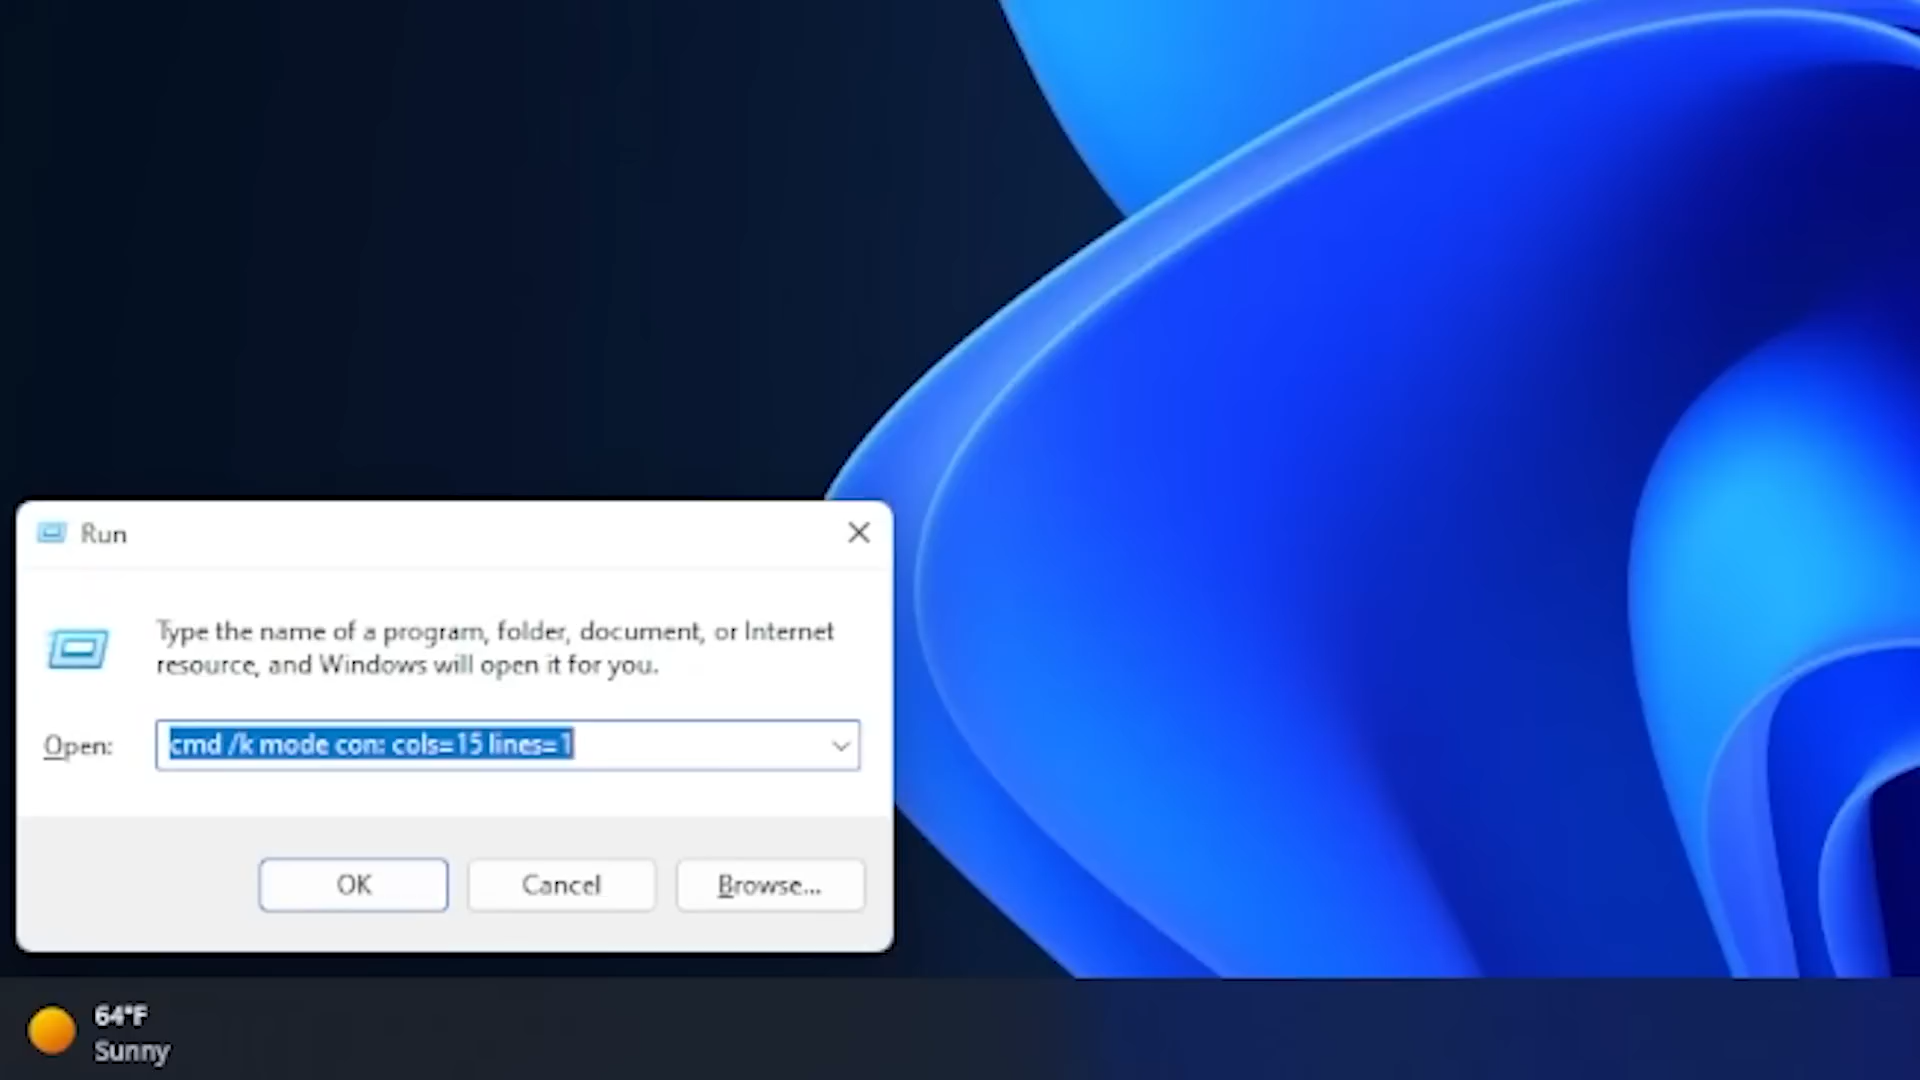 Run
Type the name of a program, folder, document, or Internet
resource, and Windows will open it for you.
Open: cmd /k mode con: cols=15 lines=1
OK Cancel Browse...
64°F
Sunny